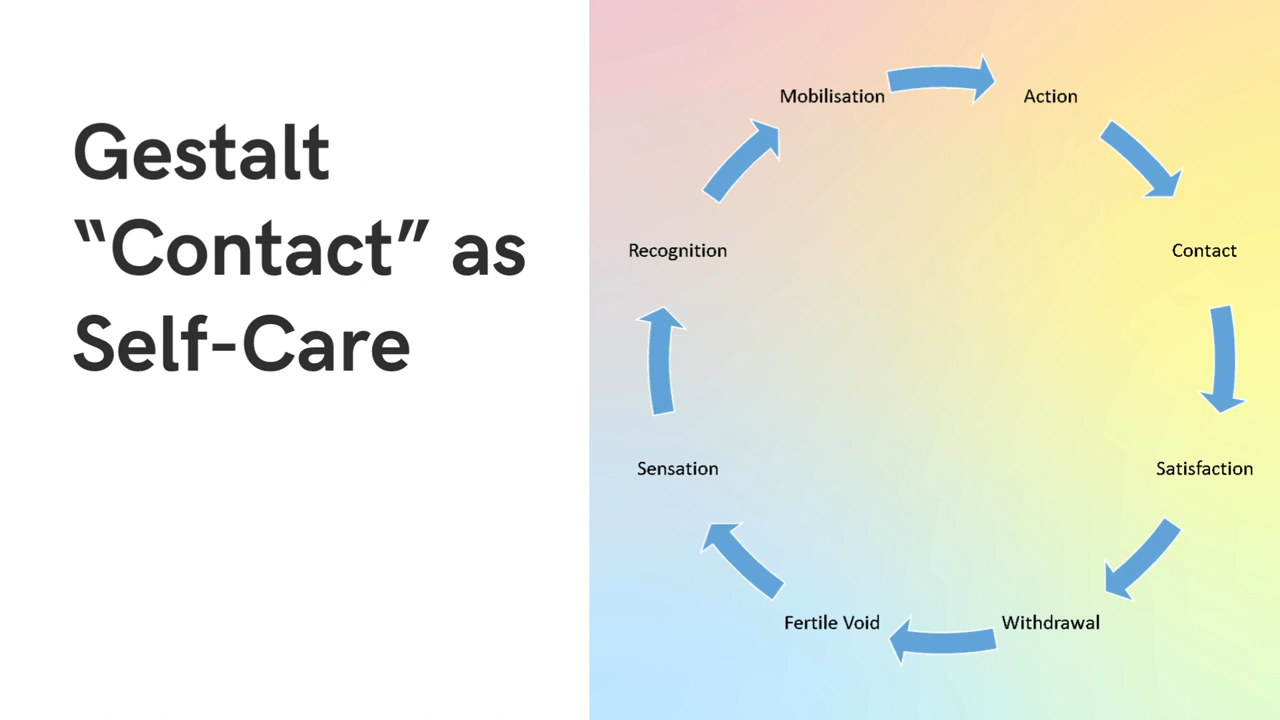 Gestalt
“Contact” as
Self-Care
Mobilisation
Action
Recognition
Contact
Sensation
Satisfaction
Fertile Void
Withdrawal